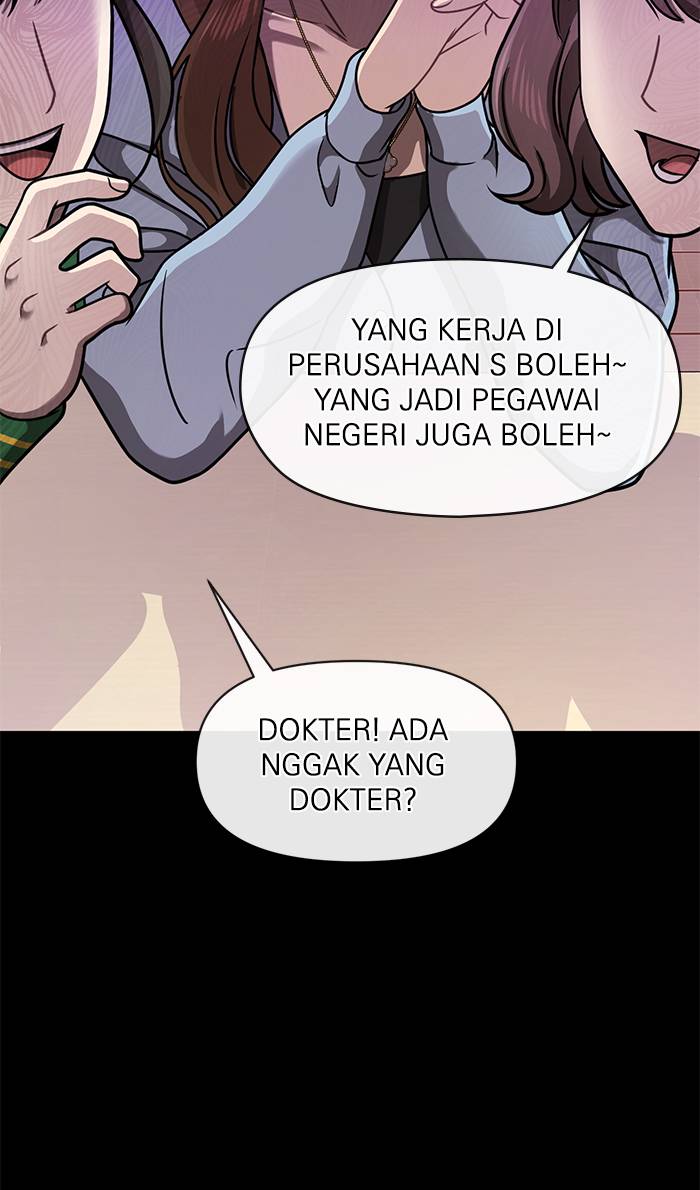 YANG KERJA DI
PERUSAHAAN S BOLEH~
YANG JADI PEGAWAI
NEGERI JUGA BOLEH~
DOKTER! ADA
NGGAK YANG
DOKTER?